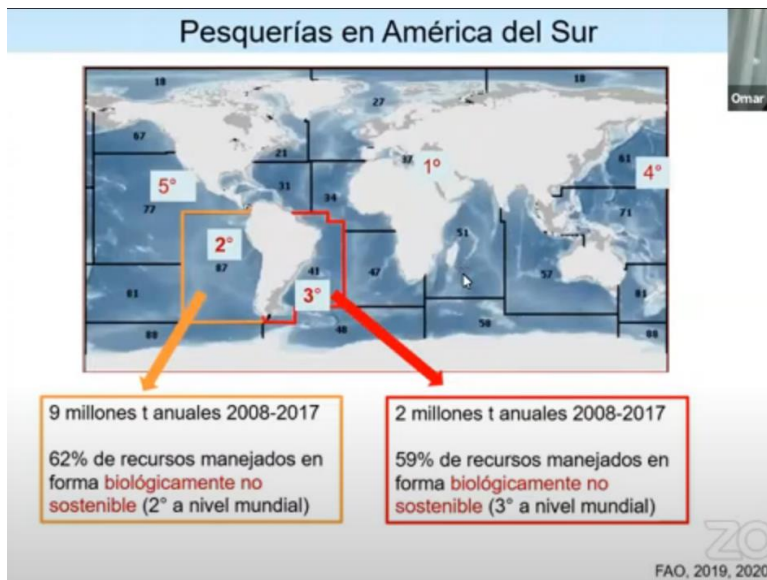 Pesquerías en América del Sur
Omar
18
18
27
67
21
37
1°
61
4°
5°
31
34
77
71
2°
51
87
41
47
57
3°
81
81
88
48
58
88
9 millones t anuales 2008-2017
62% de recursos manejados en
forma biológicamente no
sostenible (2° a nivel mundial)
2 millones t anuales 2008-2017
59% de recursos manejados en
forma biológicamente no
sostenible (3° a nivel mundial)
ZO
FAO, 2019, 2020